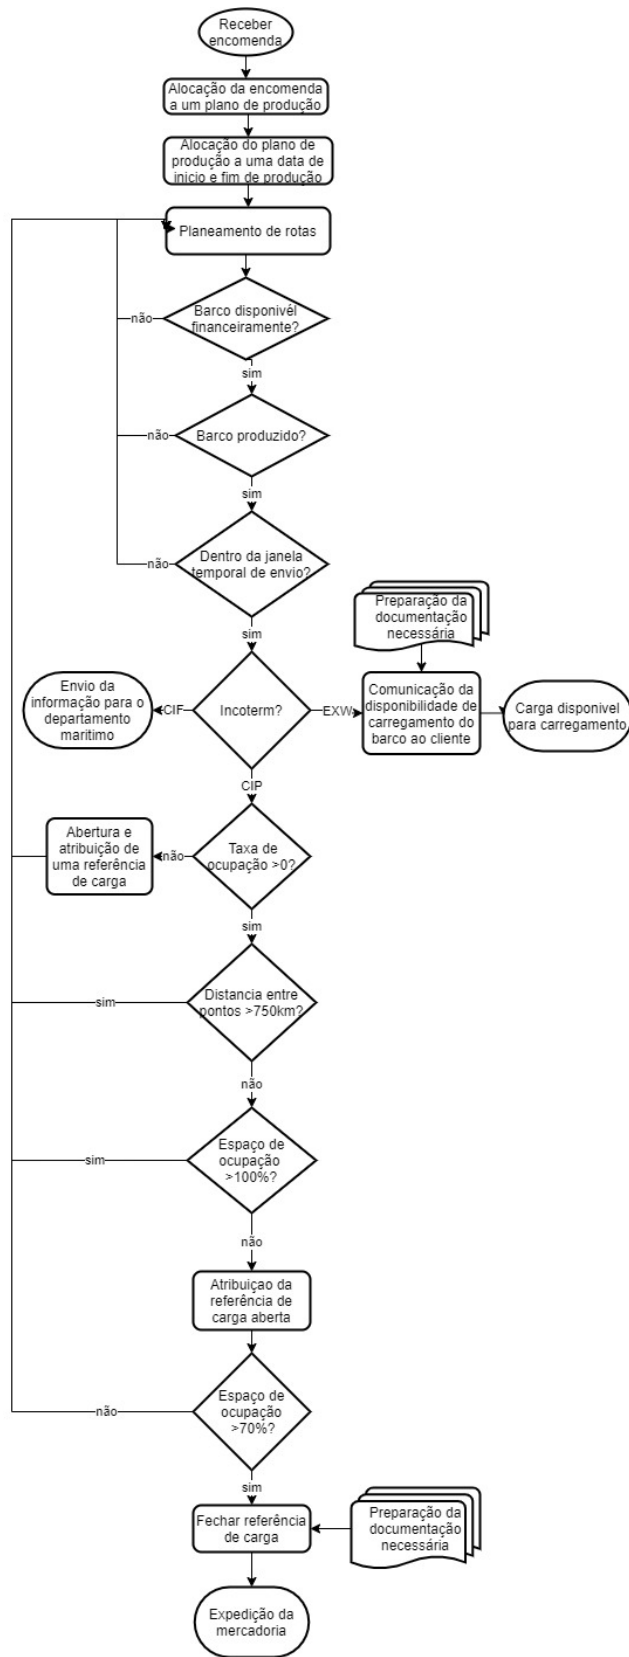 Receber
encomenda
Alocação da encomenda
a um plano de produção
Alocação do plano de
produção a uma data de
inicio e fim de produção
Planeamento de rotas
Barco disponivél
financeiramente?
não
sim
Barco produzido?
não
sim
Dentro da janela
temporal de envio?
não
sim
Preparação da
documentação
necessária
Envio da
informação para o
departamento
maritimo
CIF
Incoterm?
EXW
Comunicação da
disponibilidade de
carregamento do
barco ao cliente
Carga disponivel
para carregamento
CIP
Abertura e
atribuição de
uma referência
de carga
não
Taxa de
ocupação >0?
sim
Distancia entre
pontos >750km?
sim
não
Espaço de
ocupação
>100%?
sim
não
Atribuiçao da
referência de
carga aberta
Espaço de
ocupação
>70%?
não
sim
Fechar referência
de carga
Preparação da
documentação
necessária
Expedição da
mercadoria